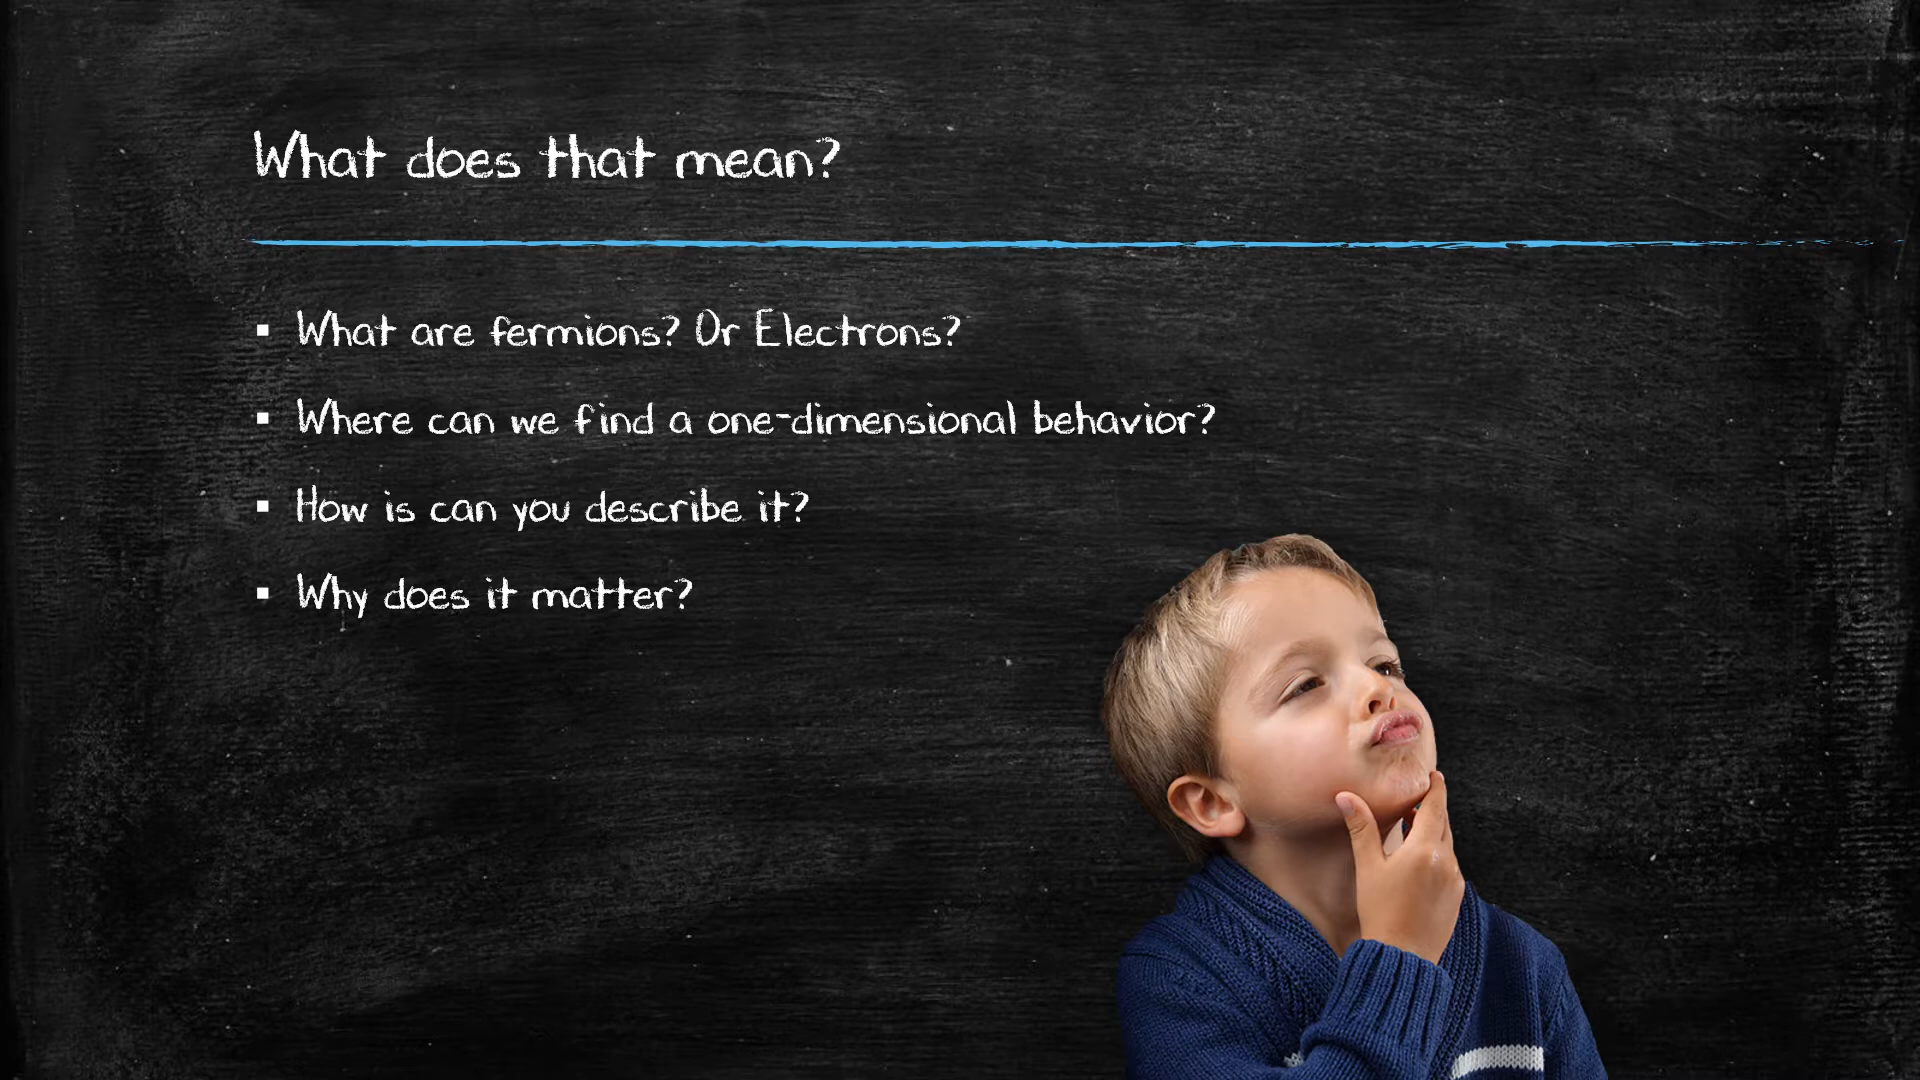 What does that mean?
▪ What are fermions? Or Electrons?
▪ Where can we find a one-dimensional behavior?
▪ How is can you describe it?
▪ Why does it matter?